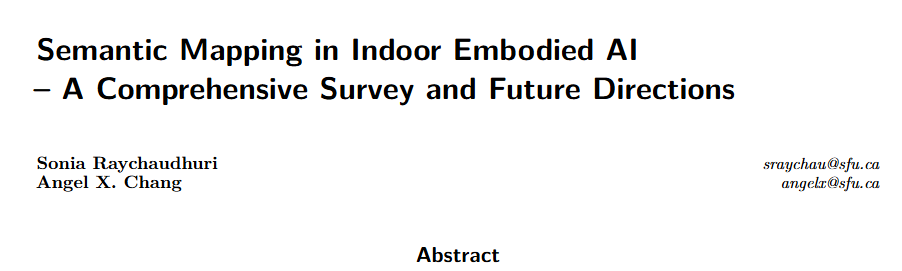 Semantic Mapping in Indoor Embodied AI
– A Comprehensive Survey and Future Directions
Sonia Raychaudhuri sraychau@sfu.ca
Angel X. Chang angelx@sfu.ca
Abstract